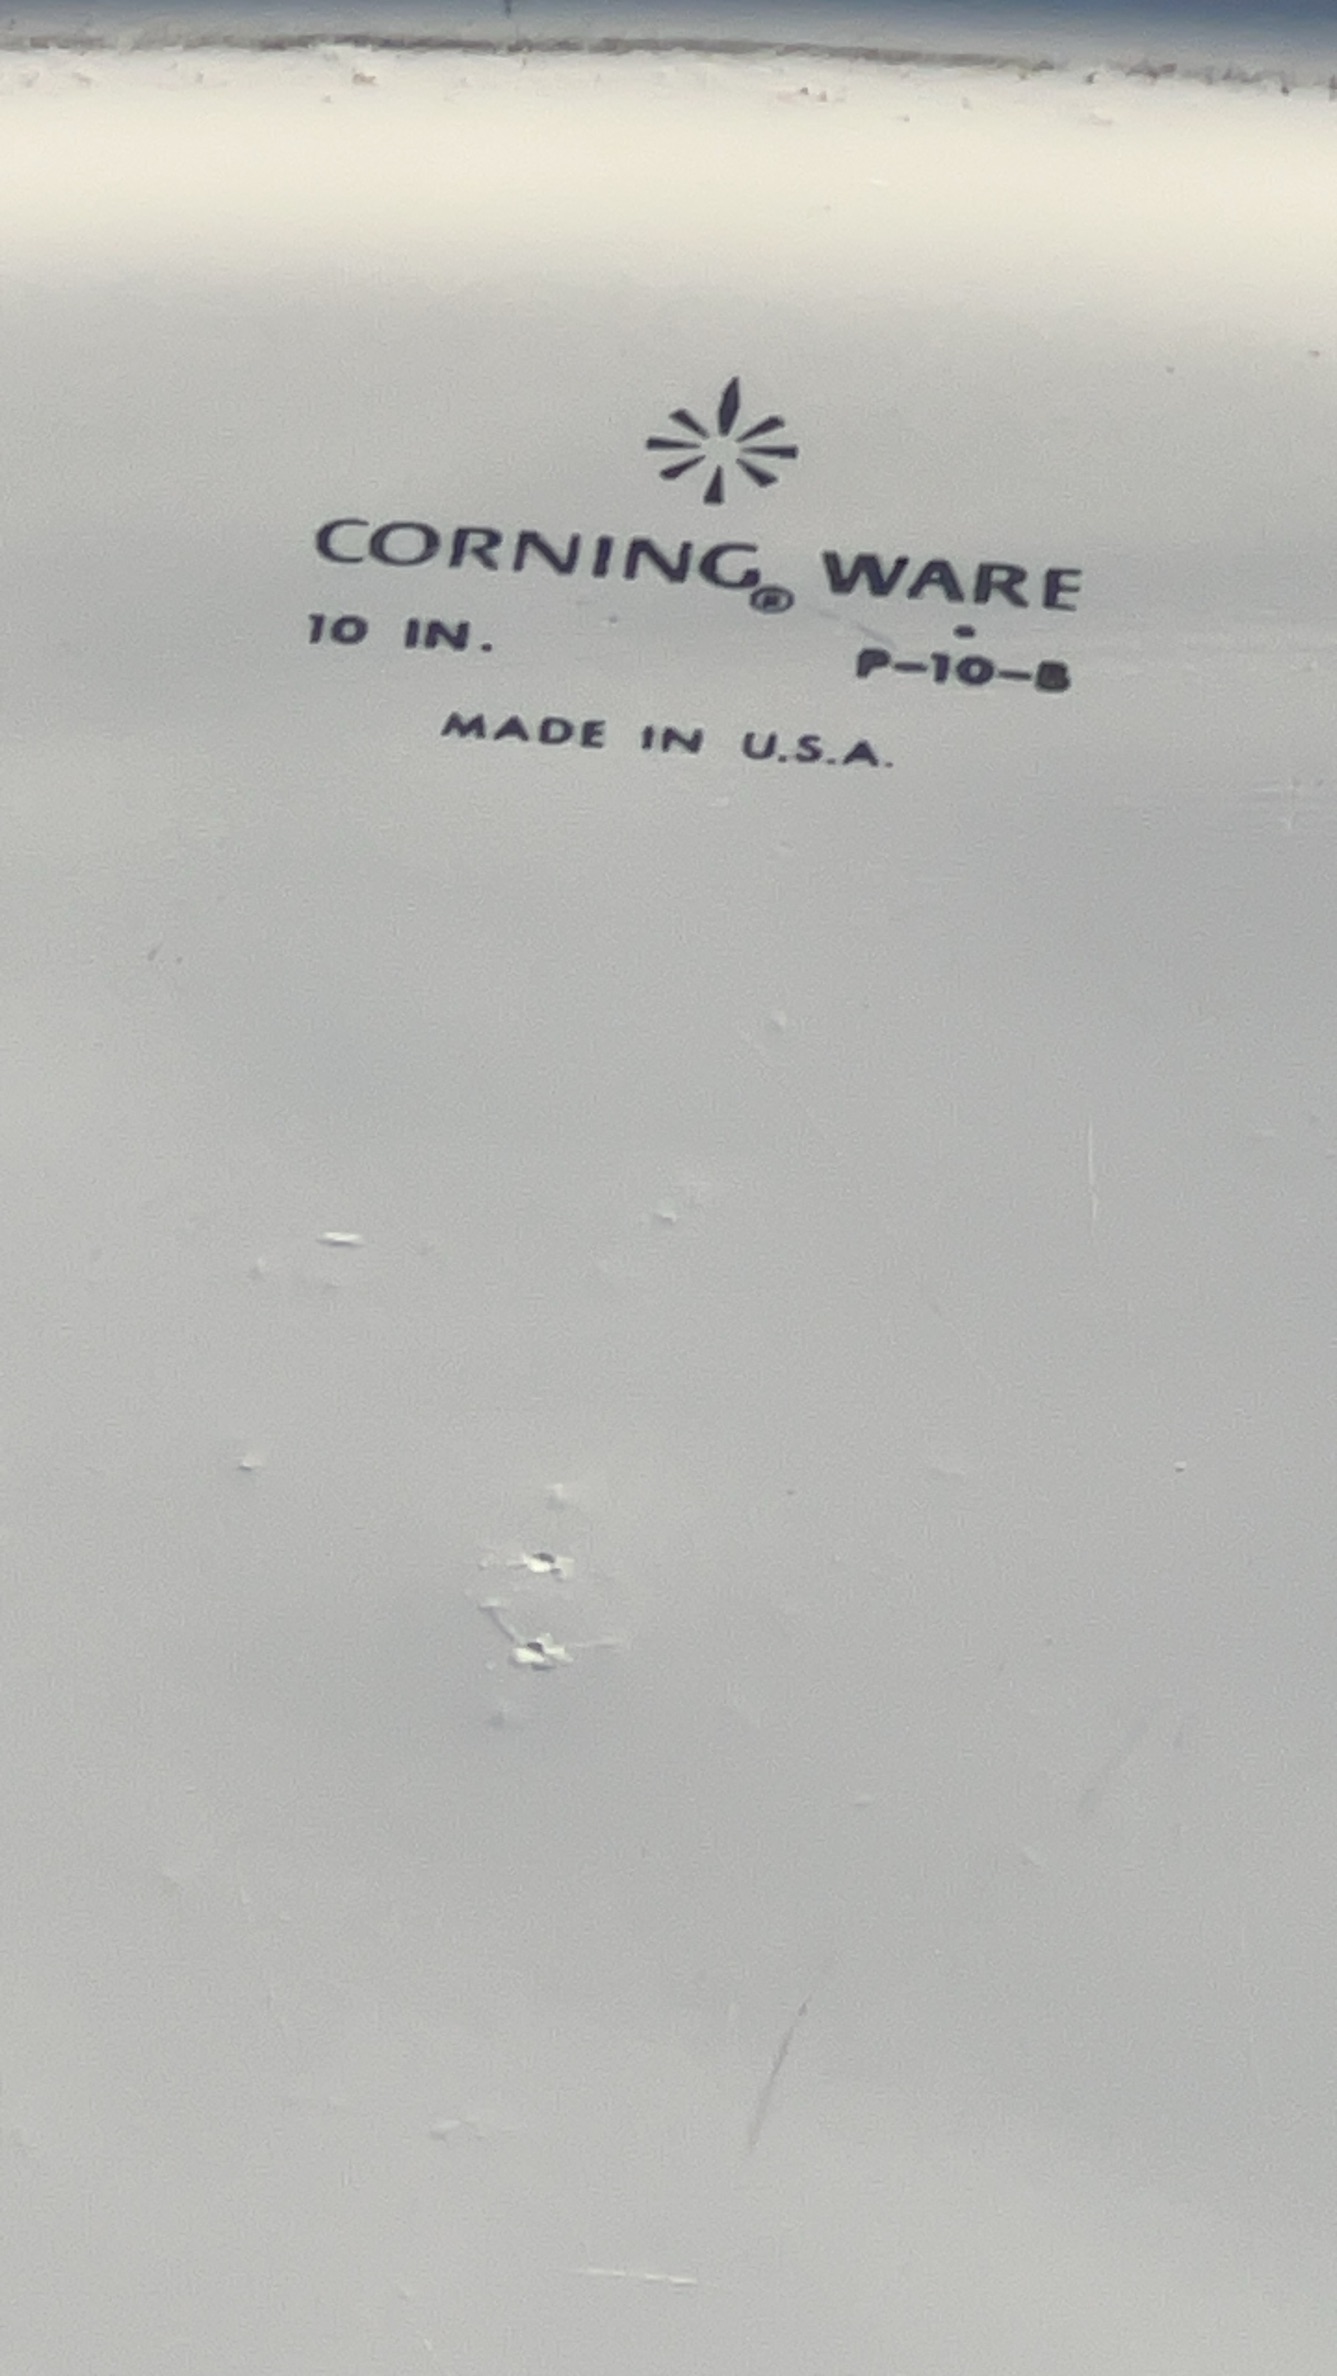 CORNING® WARE
10 IN. P-10-B
MADE IN U.S.A.